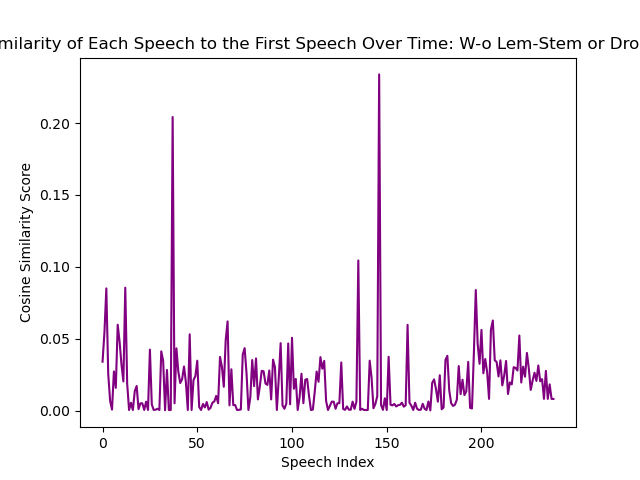 milarity of Each Speech to the First Speech Over Time: W-o Lem-Stem or Dro
Cosine Similarity Score
0.20
0.15
0.10
0.05
0.00
0 50 100 150 200
Speech Index